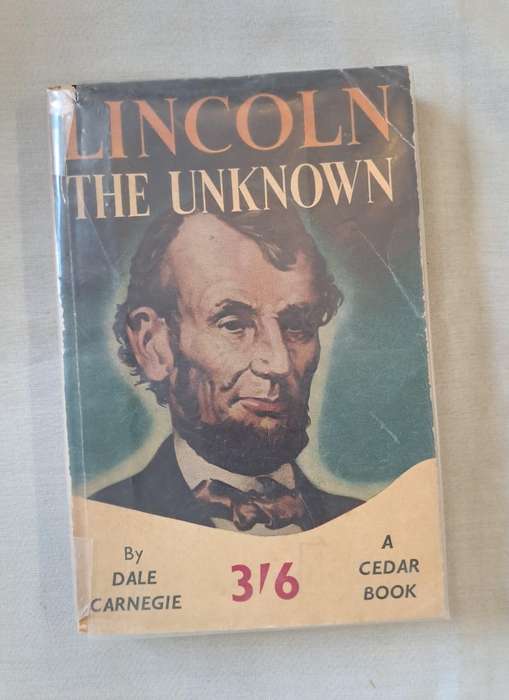 LINCOLN
THE UNKNOWN
By
DALE
CARNEGIE
3/6
A
CEDAR
BOOK